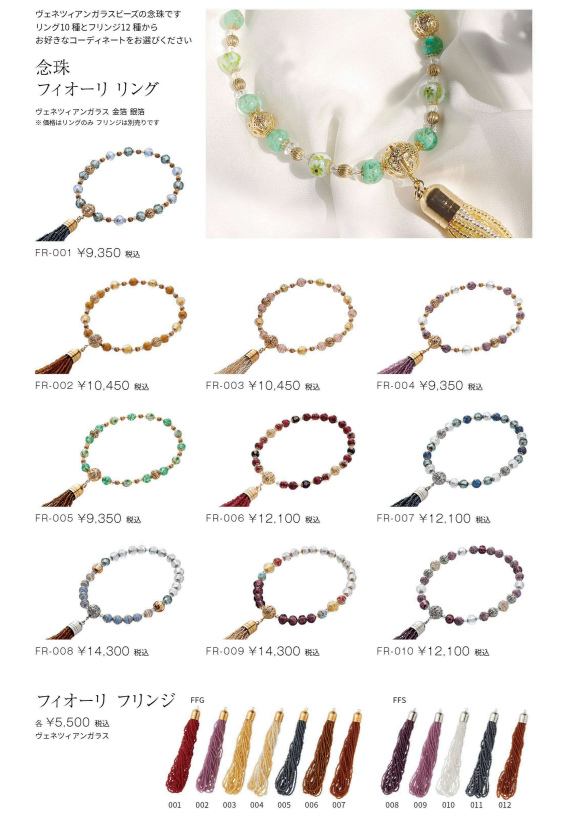 ヴェネツィアンガラスビーズの念珠です
リング10 種とフリンジ12 種から
お好きなコーディネートをお選びください
念珠
フィオーリ リング
ヴェネツィアンガラス 金箔 銀箔
※ 価格はリングのみ フリンジは別売りです
FR-001 ¥9,350 税込
FR-002 ¥10,450 税込
FR-003 ¥10,450 税込
FR-004 ¥9,350 税込
FR-005 ¥9,350 税込
FR-006 ¥12,100 税込
FR-007 ¥12,100 税込
FR-008 ¥14,300 税込
FR-009 ¥14,300 税込
FR-010 ¥12,100 税込
フィオーリ フリンジ
各 ¥5,500 税込
ヴェネツィアンガラス
FFG
001 002 003 004 005 006 007
FFS
008 009 010 011 012